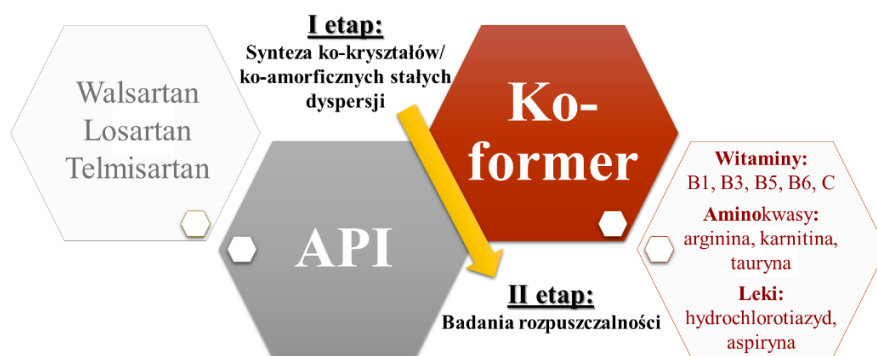 I etap:
Synteza ko-kryształów/
ko-amorficznych stałych
dyspersji
Walsartan
Losartan
Telmisartan
API
Ko-
former
II etap:
Badania rozpuszczalności
Witaminy:
B1, B3, B5, B6, C
Aminokwasy:
arginina, karnityna,
tauryna
Leki:
hydrochlorotiazyd,
aspiryna